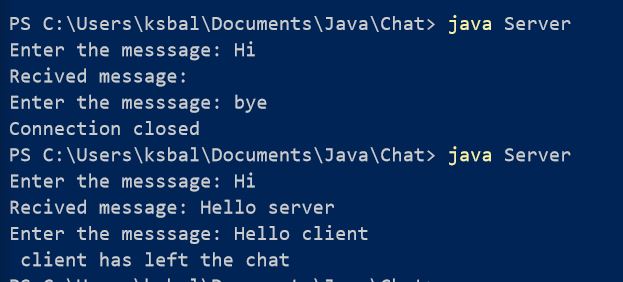 PS C:\Users\ksbal\Documents\Java\Chat> java Server
Enter the messsage: Hi
Recived message:
Enter the messsage: bye
Connection closed
PS C:\Users\ksbal\Documents\Java\Chat> java Server
Enter the messsage: Hi
Recived message: Hello server
Enter the messsage: Hello client
 client has left the chat